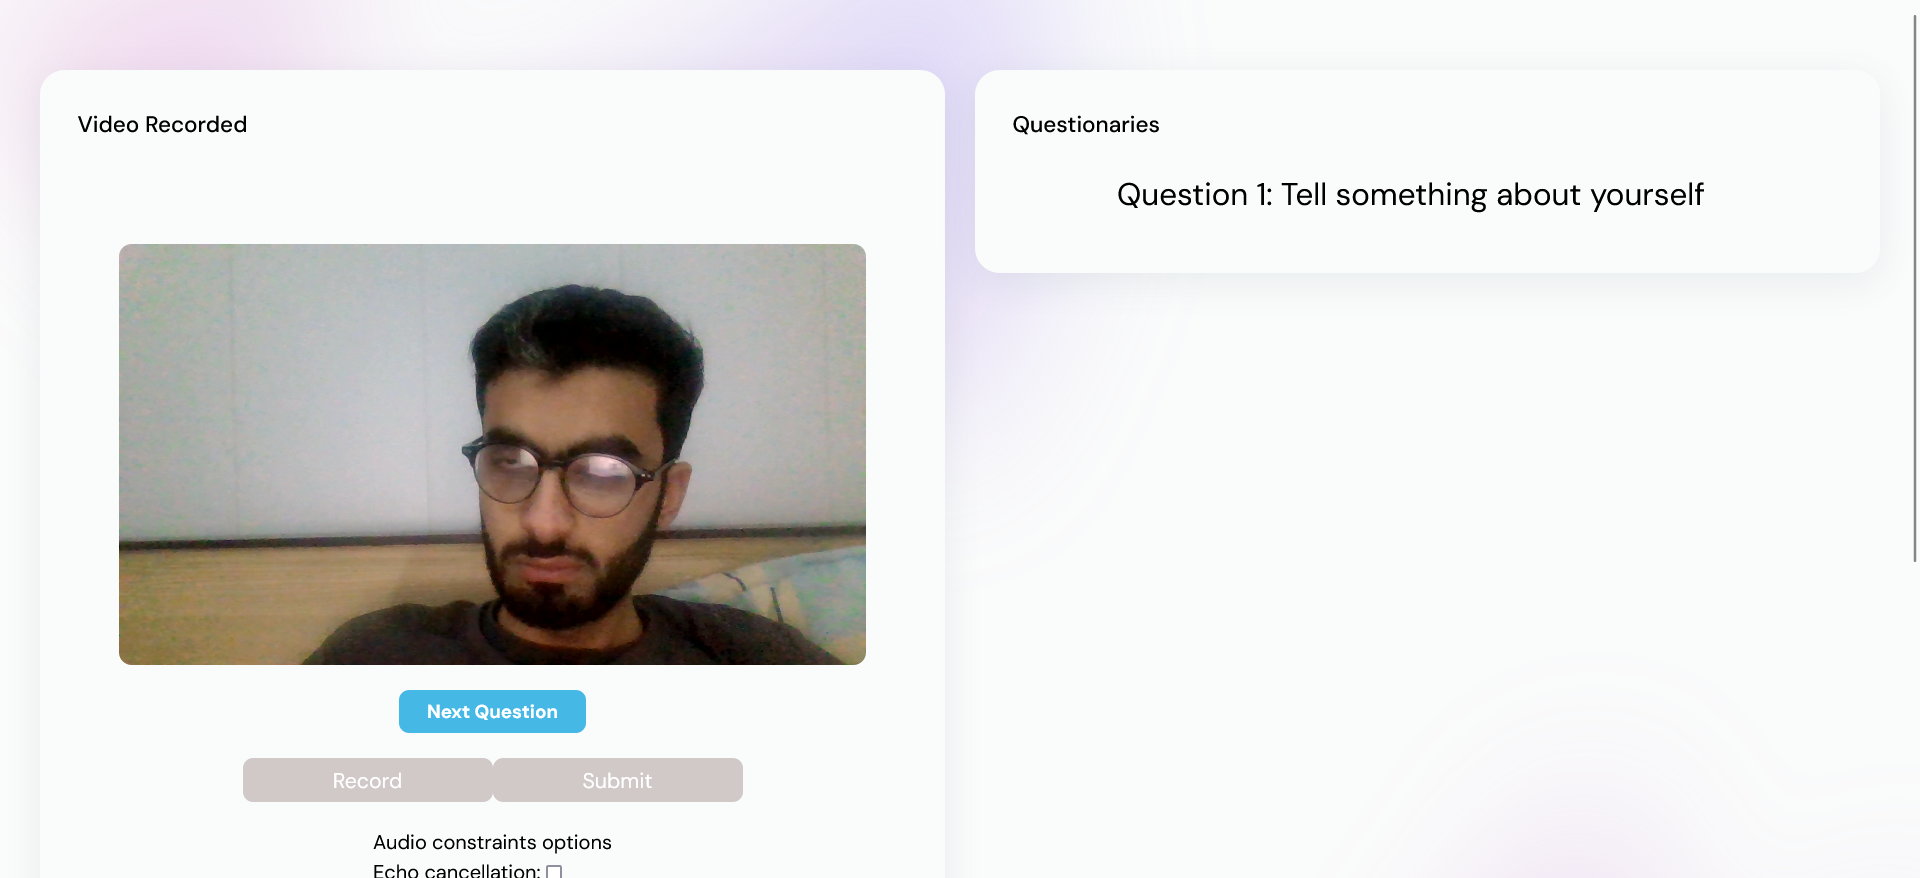 Video Recorded
Next Question
Record
Submit
Audio constraints options
Echo cancellation:
Questionaries
Question 1: Tell something about yourself